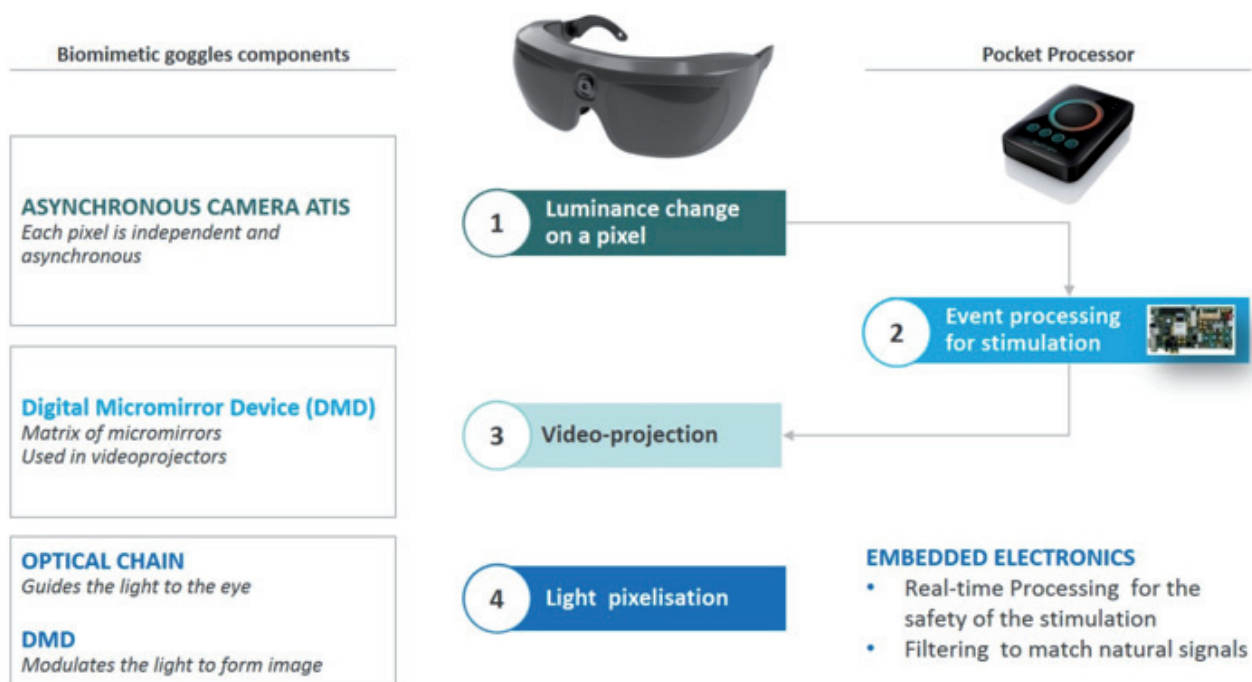 Biomimetic goggles components
Pocket Processor
ASYNCHRONOUS CAMERA ATIS
Each pixel is independent and
asynchronous
1
Luminance change
on a pixel
2
Event processing
for stimulation
Digital Micromirror Device (DMD)
Matrix of micromirrors
Used in videoprojectors
3
Video-projection
OPTICAL CHAIN
Guides the light to the eye
DMD
Modulates the light to form image
4
Light pixelisation
EMBEDDED ELECTRONICS
• Real-time Processing for the
safety of the stimulation
• Filtering to match natural signals